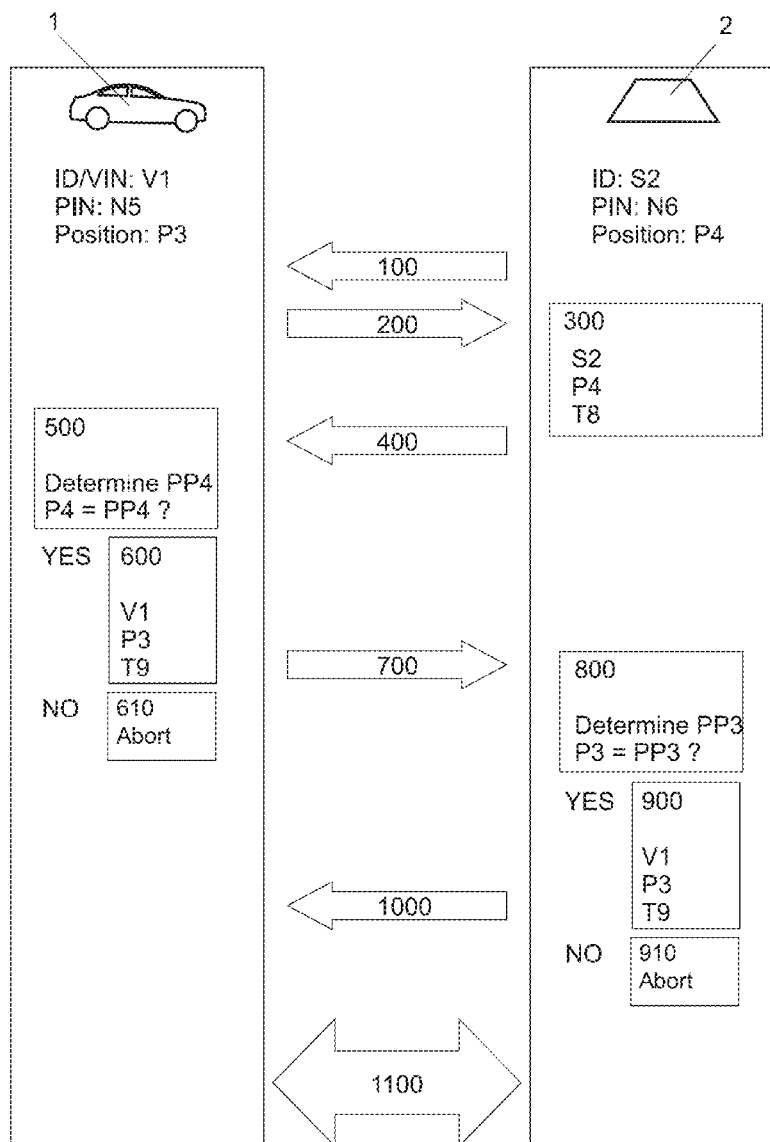 1
2
ID/VIN: V1
PIN: N5
Position: P3
ID: S2
PIN: N6
Position: P4
100
200
300
S2
P4
T8
400
500
Determine PP4
P4 = PP4 ?
YES
600
V1
P3
T9
700
NO
610
Abort
800
Determine PP3
P3 = PP3 ?
YES
900
V1
P3
T9
1000
NO
910
Abort
1100